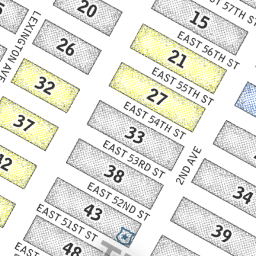 20
15
EAST 57TH ST
LEXINGTON AVE
26
EAST 56TH ST
21
32
EAST 55TH ST
27
37
EAST 54TH ST
33
EAST 53RD ST
2ND AVE
38
34
EAST 52ND ST
43
EAST 51ST ST
39
48
EAST